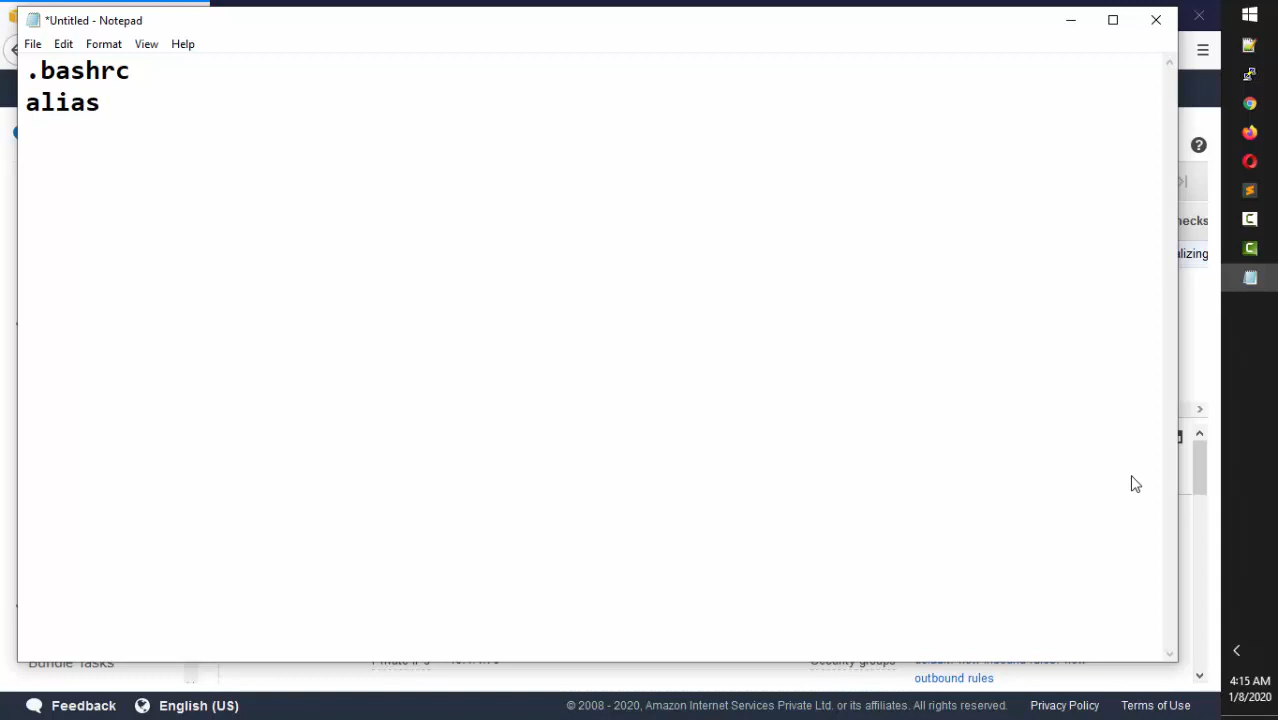 *Untitled - Notepad
File Edit Format View Help
.bashrc
alias
hecks
alizing
Bundle Tasks
outbound rules
Feedback English (US)
© 2008 - 2020, Amazon Internet Services Private Ltd. or its affiliates. All rights reserved. Privacy Policy Terms of Use
4:15 AM
1/8/2020